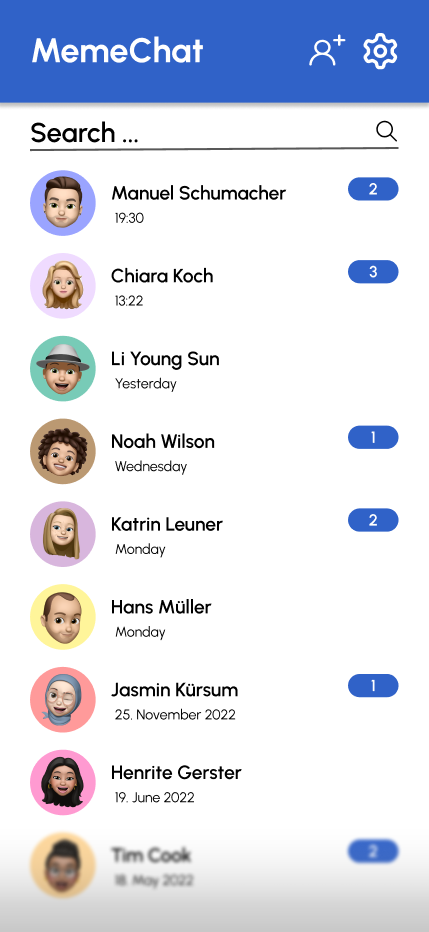 MemeChat
Search ...
Manuel Schumacher
2
19:30
Chiara Koch
3
13:22
Li Young Sun
Yesterday
Noah Wilson
1
Wednesday
Katrin Leuner
2
Monday
Hans Müller
Monday
Jasmin Kürsum
1
25. November 2022
Henrite Gerster
19. June 2022
Tim Cook
2
18. May 2022